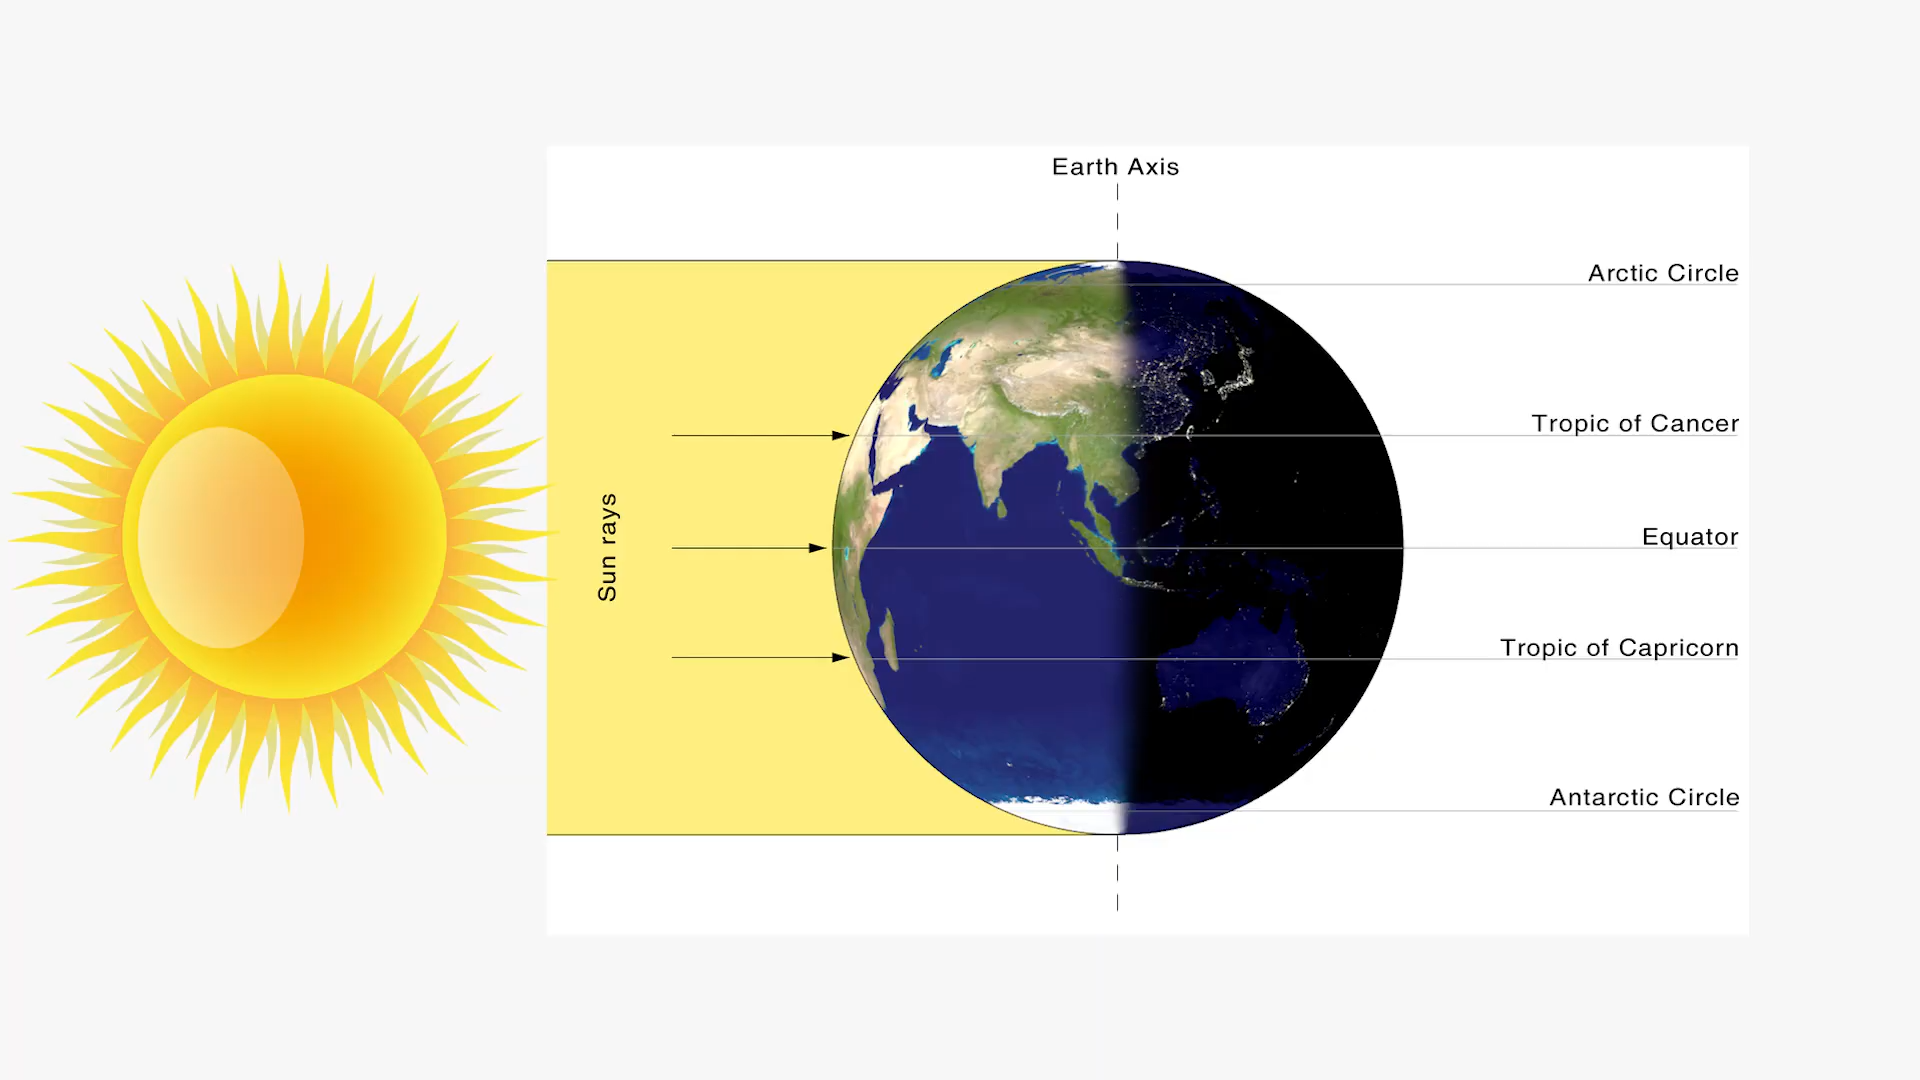 Earth Axis
Arctic Circle
Tropic of Cancer
Sun rays
Equator
Tropic of Capricorn
Antarctic Circle